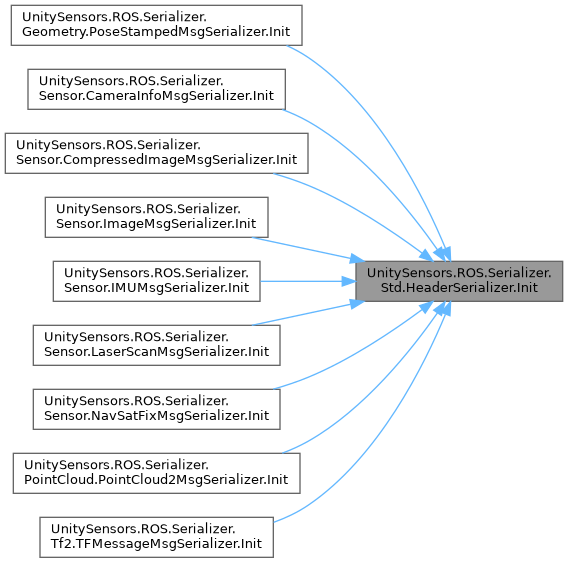 UnitySensors.ROS.Serializer.
Geometry.PoseStampedMsgSerializer.Init
UnitySensors.ROS.Serializer.
Sensor.CameraInfoMsgSerializer.Init
UnitySensors.ROS.Serializer.
Sensor.CompressedImageMsgSerializer.Init
UnitySensors.ROS.Serializer.
Sensor.ImageMsgSerializer.Init
UnitySensors.ROS.Serializer.
Sensor.IMUMsgSerializer.Init
UnitySensors.ROS.Serializer.
Std.HeaderSerializer.Init
UnitySensors.ROS.Serializer.
Sensor.LaserScanMsgSerializer.Init
UnitySensors.ROS.Serializer.
Sensor.NavSatFixMsgSerializer.Init
UnitySensors.ROS.Serializer.
PointCloud.PointCloud2MsgSerializer.Init
UnitySensors.ROS.Serializer.
Tf2.TFMessageMsgSerializer.Init